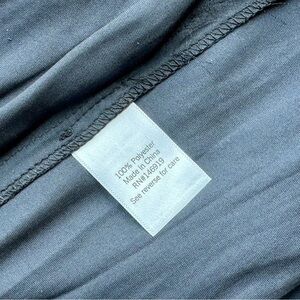 100% Polyester
Made in China
RN#146919
See reverse for care